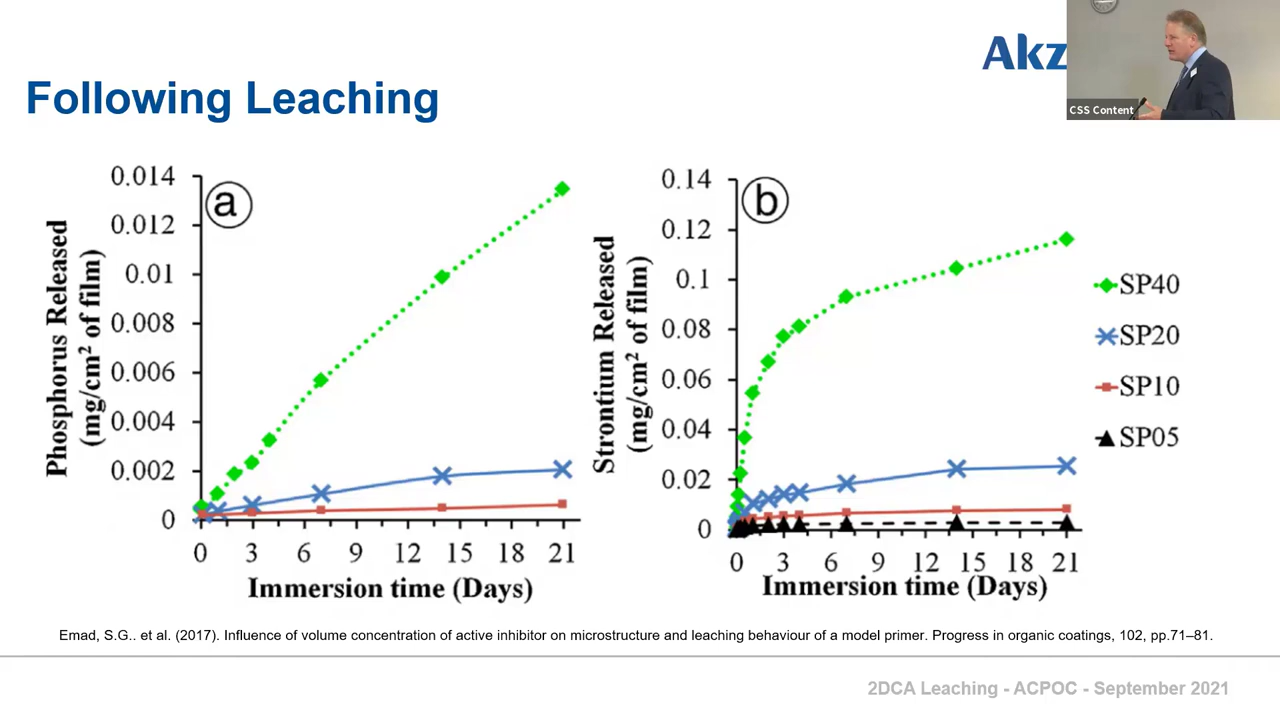 Akz
CSS Content
Following Leaching
a
Phosphorus Released
(mg/cm² of film)
0.014
0.012
0.01
0.008
0.006
0.004
0.002
0
0 3 6 9 12 15 18 21
Immersion time (Days)
b
Strontium Released
(mg/cm² of film)
0.14
0.12
0.1
0.08
0.06
0.04
0.02
0
0 3 6 9 12 15 18 21
Immersion time (Days)
SP40
SP20
SP10
SP05
Emad, S.G.. et al. (2017). Influence of volume concentration of active inhibitor on microstructure and leaching behaviour of a model primer. Progress in organic coatings, 102, pp.71–81.
2DCA Leaching - ACPOC - September 2021